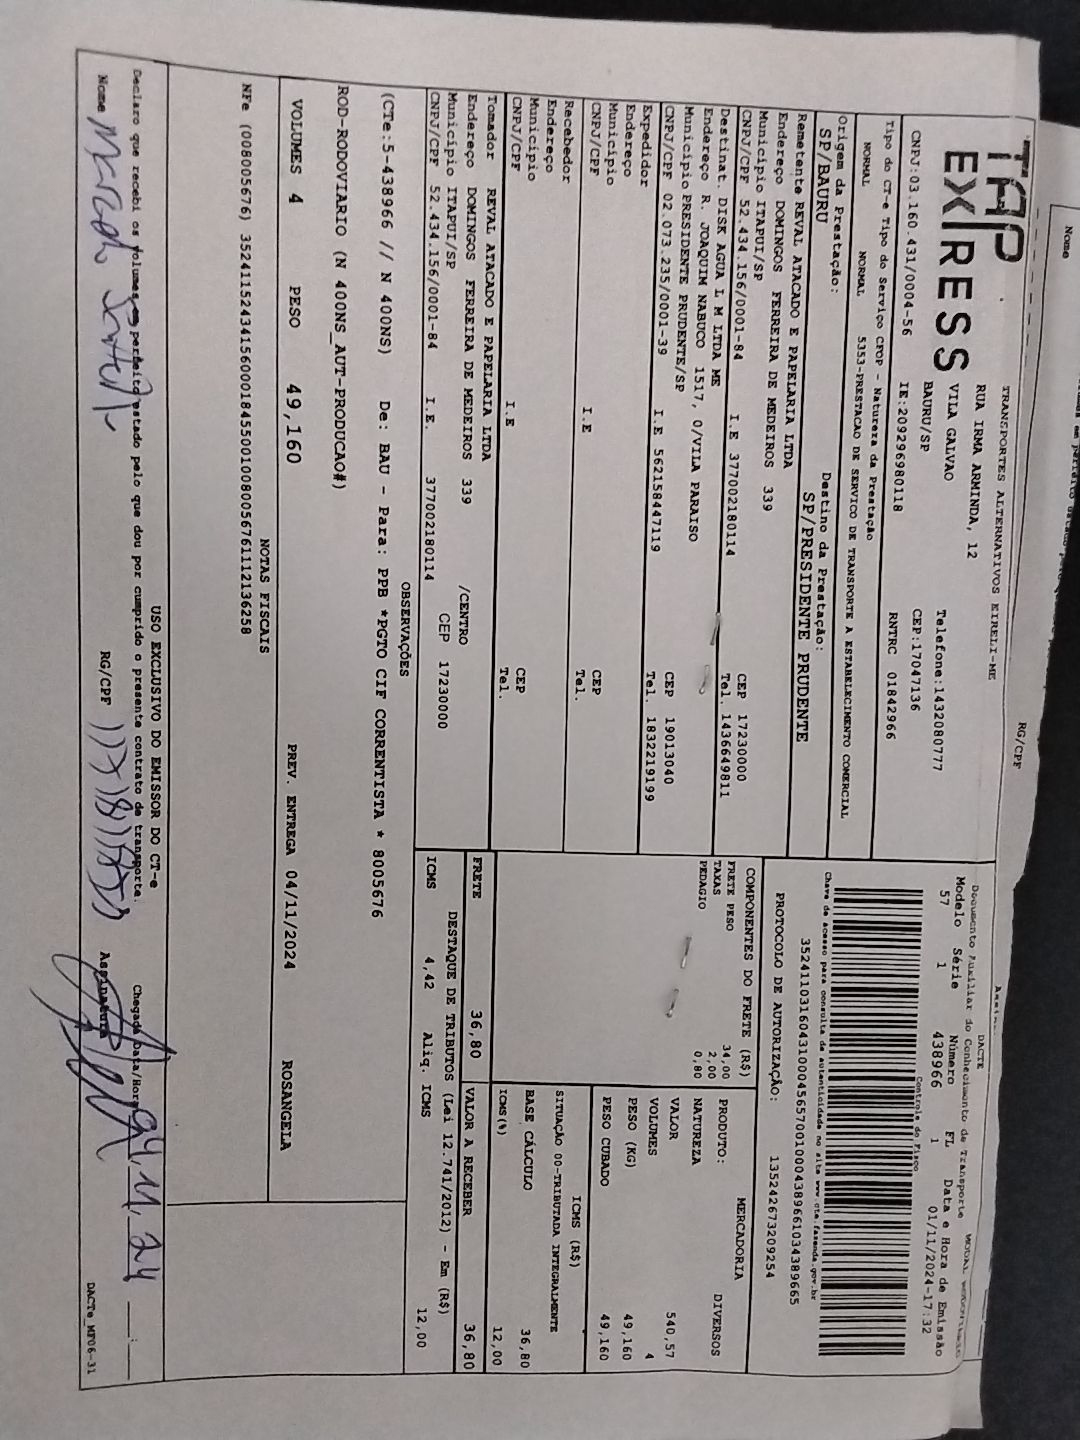 Nome
RG/CPF
TAP EXPRESS
TRANSPORTES ALTERNATIVOS EIRELI-ME
RUA IRMA ARMINDA, 12
VILA GALVAO
Telefone:1432080777
BAURU/SP
CEP:17047136
CNPJ:03.160.431/0004-56
IE:209296980118
RNTRC 01842966
Tipo do CT-e Tipo do Serviço CFOP - Natureza da Prestação
NORMAL NORMAL 5353-PRESTACAO DE SERVICO DE TRANSPORTE A ESTABELECIMENTO COMERCIAL
Origem da Prestação: Destino da Prestação:
SP/BAURU SP/PRESIDENTE PRUDENTE
DACTE
Documento Auxiliar do Conhecimento de Transporte
Modelo Série Número FL Data e Hora de Emissão
57 1 438966 1 01/11/2024-17:32
Controle do Fisco
Chave de acesso para consulta de autenticidade no site www.cte.fazenda.gov.br
35241103160431000456570010004389661034389665
PROTOCOLO DE AUTORIZAÇÃO: 135242673209254
Remetente REVAL ATACADO E PAPELARIA LTDA
Endereço DOMINGOS FERREIRA DE MEDEIROS 339
Município ITAPUI/SP CEP 17230000
CNPJ/CPF 52.434.156/0001-84 I.E 377002180114 Tel. 1436649811
Destinat. DISK AGUA L M LTDA ME
Endereço R. JOAQUIM NABUCO 1517, 0/VILA PARAISO
Município PRESIDENTE PRUDENTE/SP CEP 19013040
CNPJ/CPF 02.073.235/0001-39 I.E 562158447119 Tel. 1832219199
Expedidor
Endereço
Município CEP
CNPJ/CPF I.E Tel.
Recebedor
Endereço
Município CEP
CNPJ/CPF I.E Tel.
Tomador REVAL ATACADO E PAPELARIA LTDA
Endereço DOMINGOS FERREIRA DE MEDEIROS 339 /CENTRO
Município ITAPUI/SP CEP 17230000
CNPJ/CPF 52.434.156/0001-84 I.E. 377002180114
COMPONENTES DO FRETE (R$)
FRETE PESO 34,00
TAXAS 2,00
PEDAGIO 0,80
MERCADORIA
PRODUTO: DIVERSOS
NATUREZA
VALOR 540,57
VOLUMES 4
PESO (KG) 49,160
PESO CUBADO 49,160
ICMS (R$)
SITUAÇÃO 00-TRIBUTADA INTEGRALMENTE
BASE CÁLCULO 36,80
ICMS(%) 12,00
FRETE 36,80 VALOR A RECEBER 36,80
DESTAQUE DE TRIBUTOS (Lei 12.741/2012) - Em (R$)
ICMS 4,42 Aliq. ICMS 12,00
OBSERVAÇÕES
(CTe:5-438966 // N 400NS) De: BAU - Para: PPB *PGTO CIF CORRENTISTA * 8005676
ROD-RODOVIARIO (N 400NS_AUT-PRODUCAO#)
VOLUMES 4 PESO 49,160 PREV. ENTREGA 04/11/2024 ROSANGELA
NOTAS FISCAIS
NFe (008005676) 35241152434156000184550010080056761112136258
USO EXCLUSIVO DO EMISSOR DO CT-e
Declaro que recebi os volumes em perfeito estado pelo que dou por cumprido o presente contrato de transporte.
Chegada Data/Hora 04,11,24 __:__
Nome RG/CPF Assinatura
DACTe_MF06-31